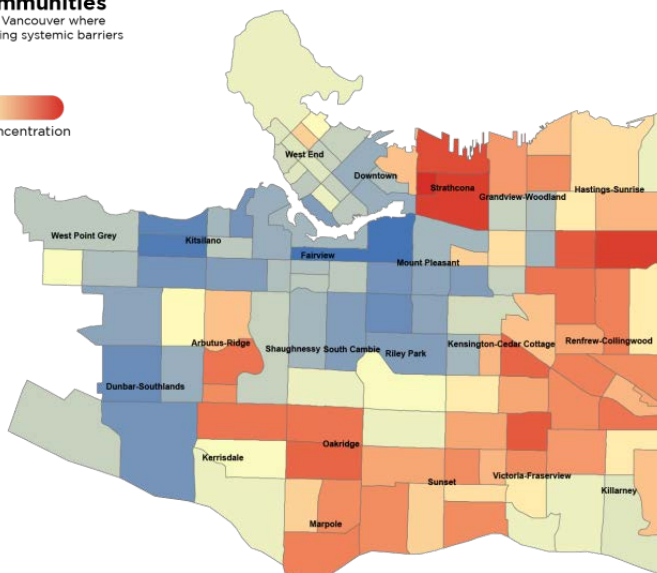 mmunities
Vancouver where
ing systemic barriers
ncentration
West End
Downtown
Strathcona
Grandview-Woodland
Hastings-Sunrise
West Point Grey
Kitsilano
Fairview
Mount Pleasant
Arbutus-Ridge
Shaughnessy
South Cambie
Riley Park
Kensington-Cedar Cottage
Renfrew-Collingwood
Dunbar-Southlands
Oakridge
Kerrisdale
Sunset
Victoria-Fraserview
Killarney
Marpole